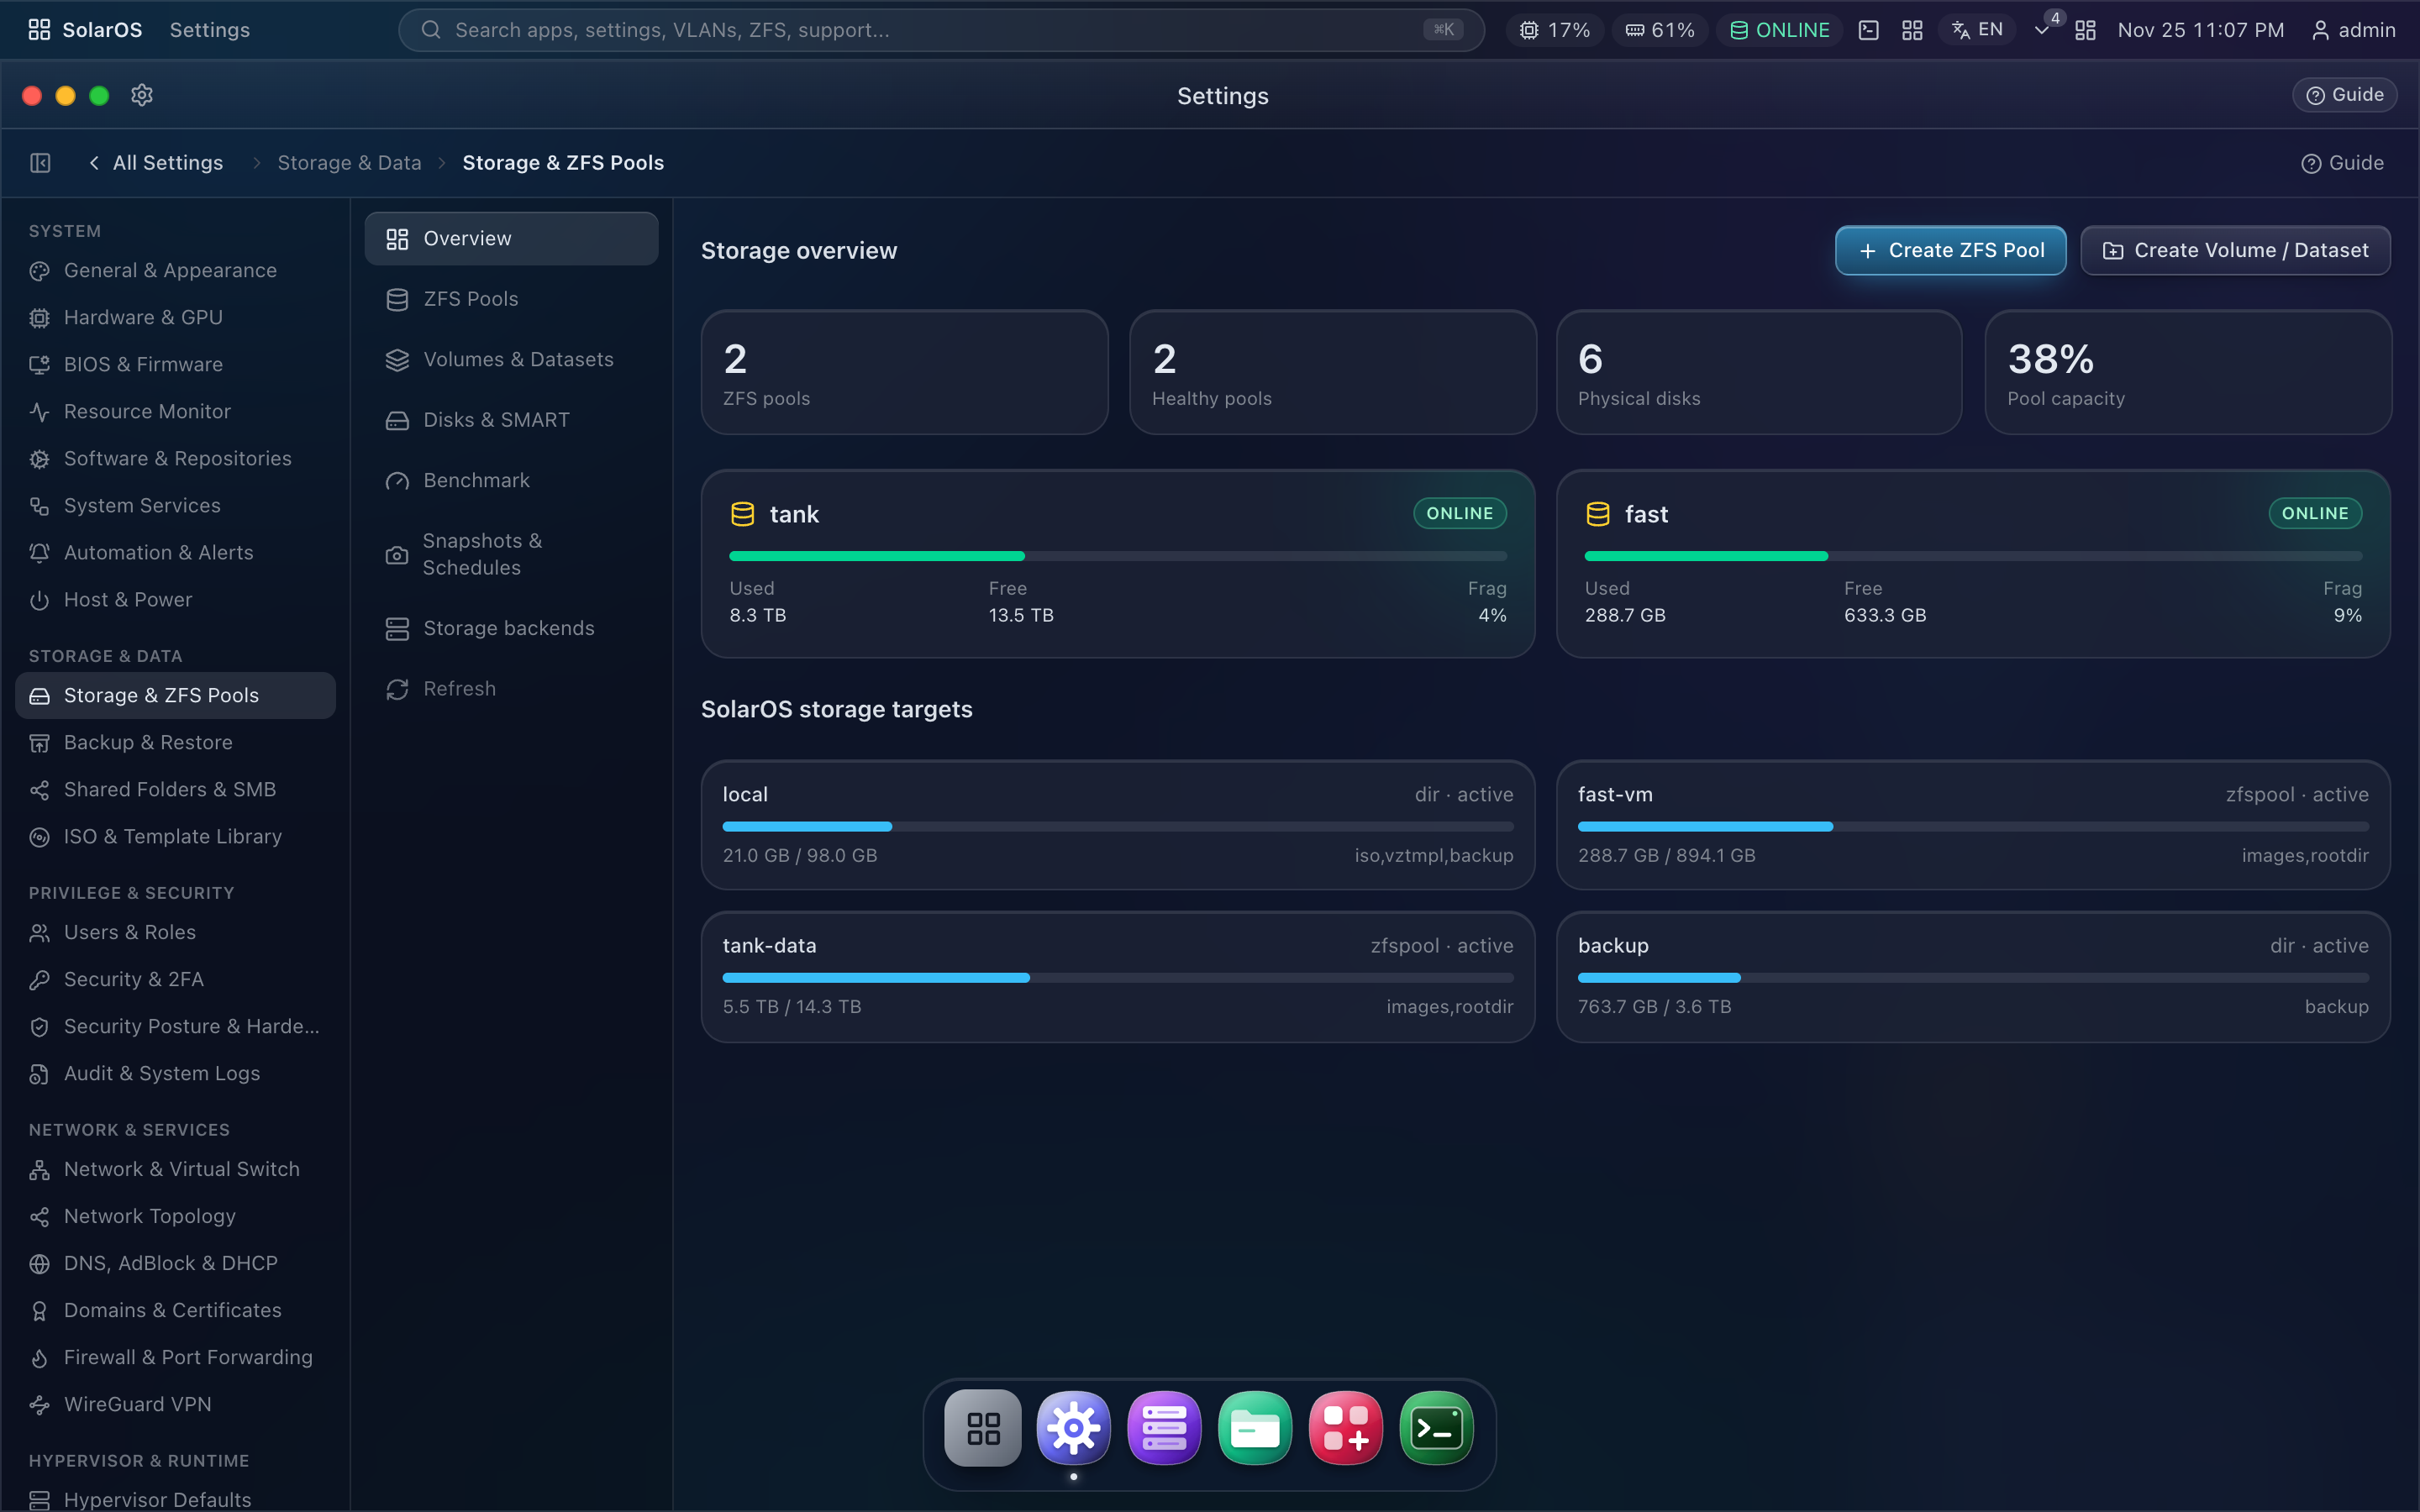 SolarOS Settings Search apps, settings, VLANs, ZFS, support... ⌘K 17% 61% ONLINE EN 4 Nov 25 11:07 PM admin
Settings Guide
All Settings Storage & Data Storage & ZFS Pools Guide
SYSTEM
General & Appearance
Hardware & GPU
BIOS & Firmware
Resource Monitor
Software & Repositories
System Services
Automation & Alerts
Host & Power
STORAGE & DATA
Storage & ZFS Pools
Backup & Restore
Shared Folders & SMB
ISO & Template Library
PRIVILEGE & SECURITY
Users & Roles
Security & 2FA
Security Posture & Harde...
Audit & System Logs
NETWORK & SERVICES
Network & Virtual Switch
Network Topology
DNS, AdBlock & DHCP
Domains & Certificates
Firewall & Port Forwarding
WireGuard VPN
HYPERVISOR & RUNTIME
Hypervisor Defaults
Overview
ZFS Pools
Volumes & Datasets
Disks & SMART
Benchmark
Snapshots &
Schedules
Storage backends
Refresh
Storage overview Create ZFS Pool Create Volume / Dataset
2
ZFS pools
2
Healthy pools
6
Physical disks
38%
Pool capacity
tank ONLINE
Used Free Frag
8.3 TB 13.5 TB 4%
fast ONLINE
Used Free Frag
288.7 GB 633.3 GB 9%
SolarOS storage targets
local dir · active
21.0 GB / 98.0 GB iso,vztmpl,backup
fast-vm zfspool · active
288.7 GB / 894.1 GB images,rootdir
tank-data zfspool · active
5.5 TB / 14.3 TB images,rootdir
backup dir · active
763.7 GB / 3.6 TB backup